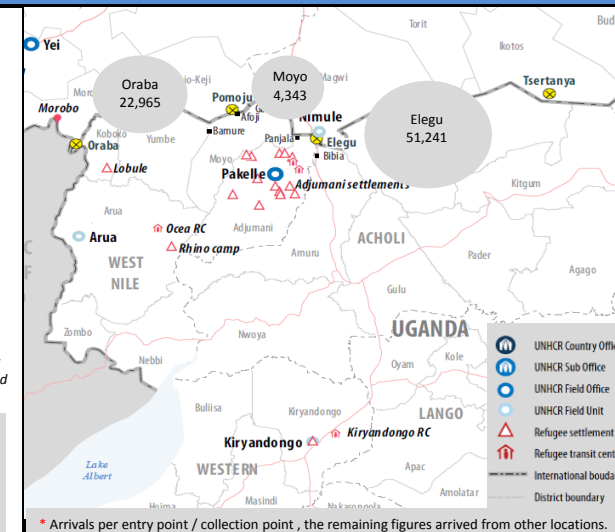 Yei
Torit
Bud
Ikotos
Oraba
22,965
Moyo
4,343
Magwi
Tsertanya
Morobo
Pomoju
Afoji
Nimule
Elegu
51,241
Koboko
Yumbe
Bamure
Panjala
Elegu
Oraba
Bibia
Lobule
Moyo
Pakelle
Adjumani settlements
Kitgum
Arua
Ocea RC
Adjumani
ACHOLI
Arua
Rhino camp
Amuru
Pader
WEST
NILE
Agago
Gulu
Zombo
Nwoya
UGANDA
Nebbi
Oyam
Kole
UNHCR Country Offic
UNHCR Sub Office
UNHCR Field Office
UNHCR Field Unit
Refugee settlement
Refugee transit cent
International bouda
District boundary
Buliisa
Kiryandongo
LANGO
Kiryandongo
Kiryandongo RC
Lake
Albert
WESTERN
Apac
Amolatar
Hoima
Masindi
Nakarongola
* Arrivals per entry point / collection point , the remaining figures arrived from other locations.